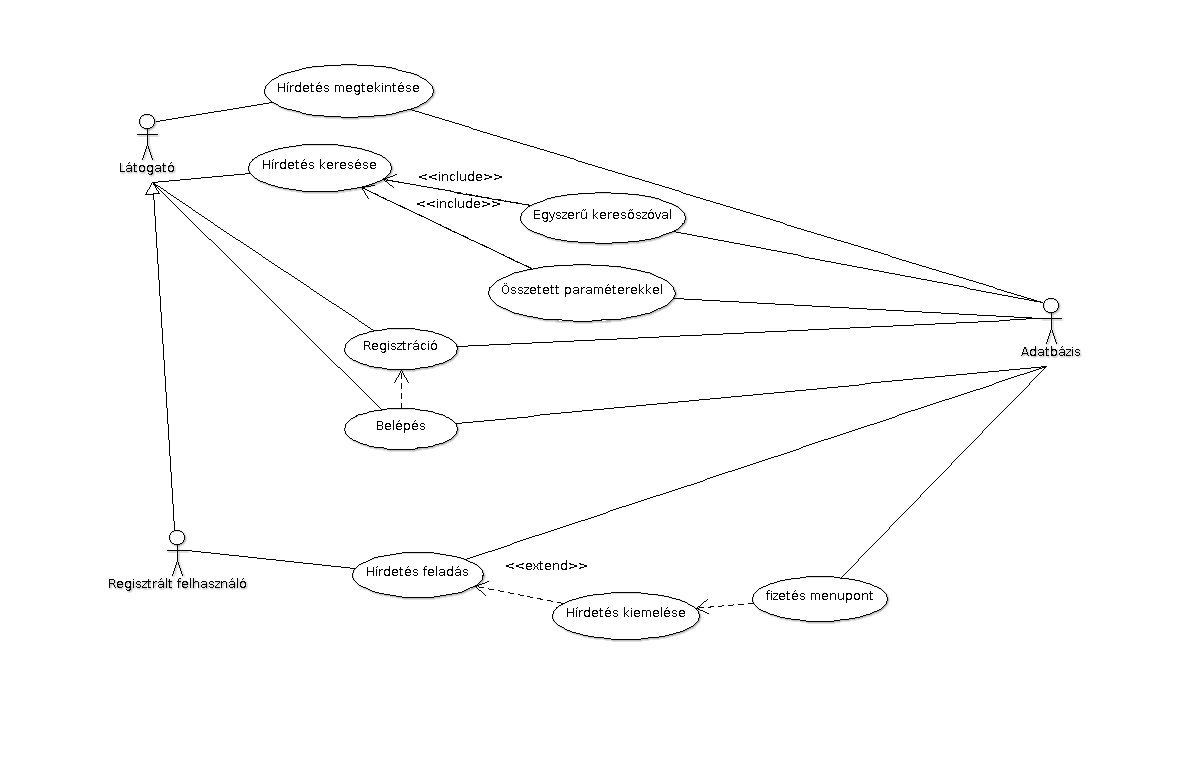 Hírdetés megtekintése
Látogató
Hírdetés keresése
<<include>>
<<include>>
Egyszerű keresőszóval
Összetett paraméterekkel
Adatbázis
Regisztráció
Belépés
Regisztrált felhasználó
Hírdetés feladás
<<extend>>
Hírdetés kiemelése
fizetés menupont